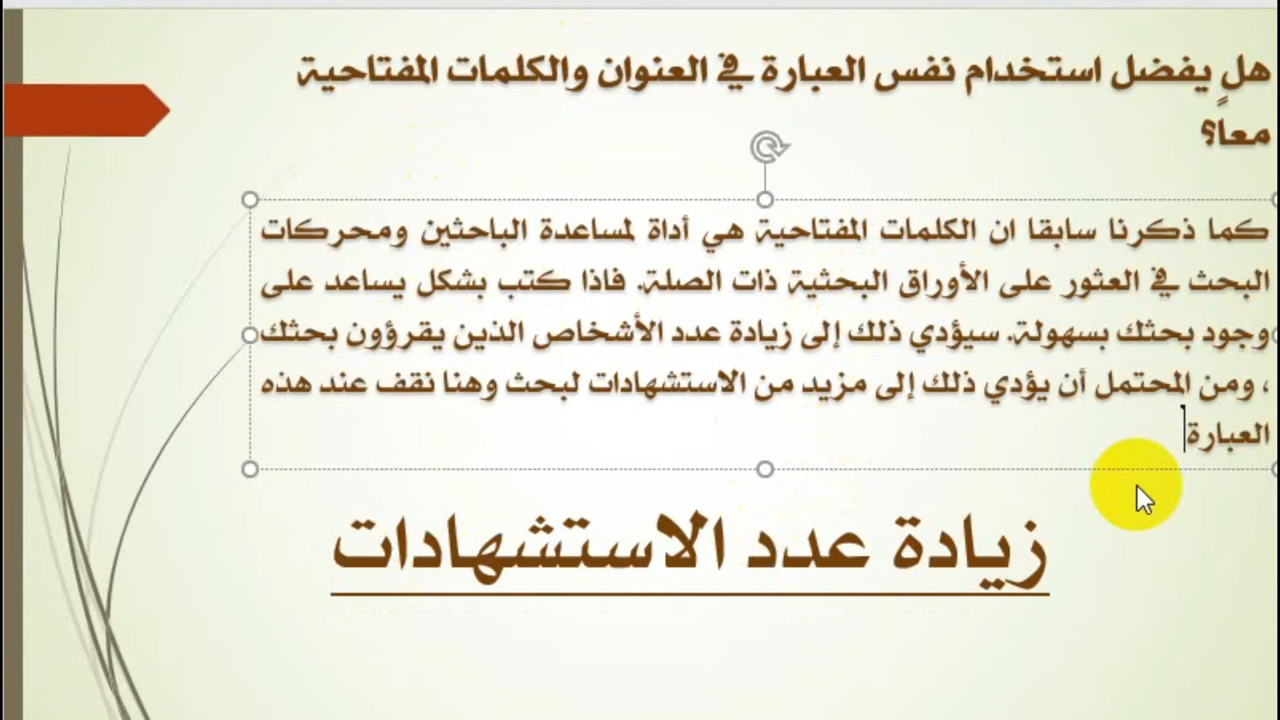 هل يفضل استخدام نفس العبارة في العنوان والكلمات المفتاحية
معاً؟
كما ذكرنا سابقا ان الكلمات المفتاحية هي أداة لمساعدة الباحثين ومحركات
البحث في العثور على الأوراق البحثية ذات الصلة. فاذا كتب بشكل يساعد على
وجود بحثك بسهولة. سيؤدي ذلك إلى زيادة عدد الأشخاص الذين يقرؤون بحثك
، ومن المحتمل أن يؤدي ذلك إلى مزيد من الاستشهادات لبحث وهنا نقف عند هذه
العبارة
زيادة عدد الاستشهادات